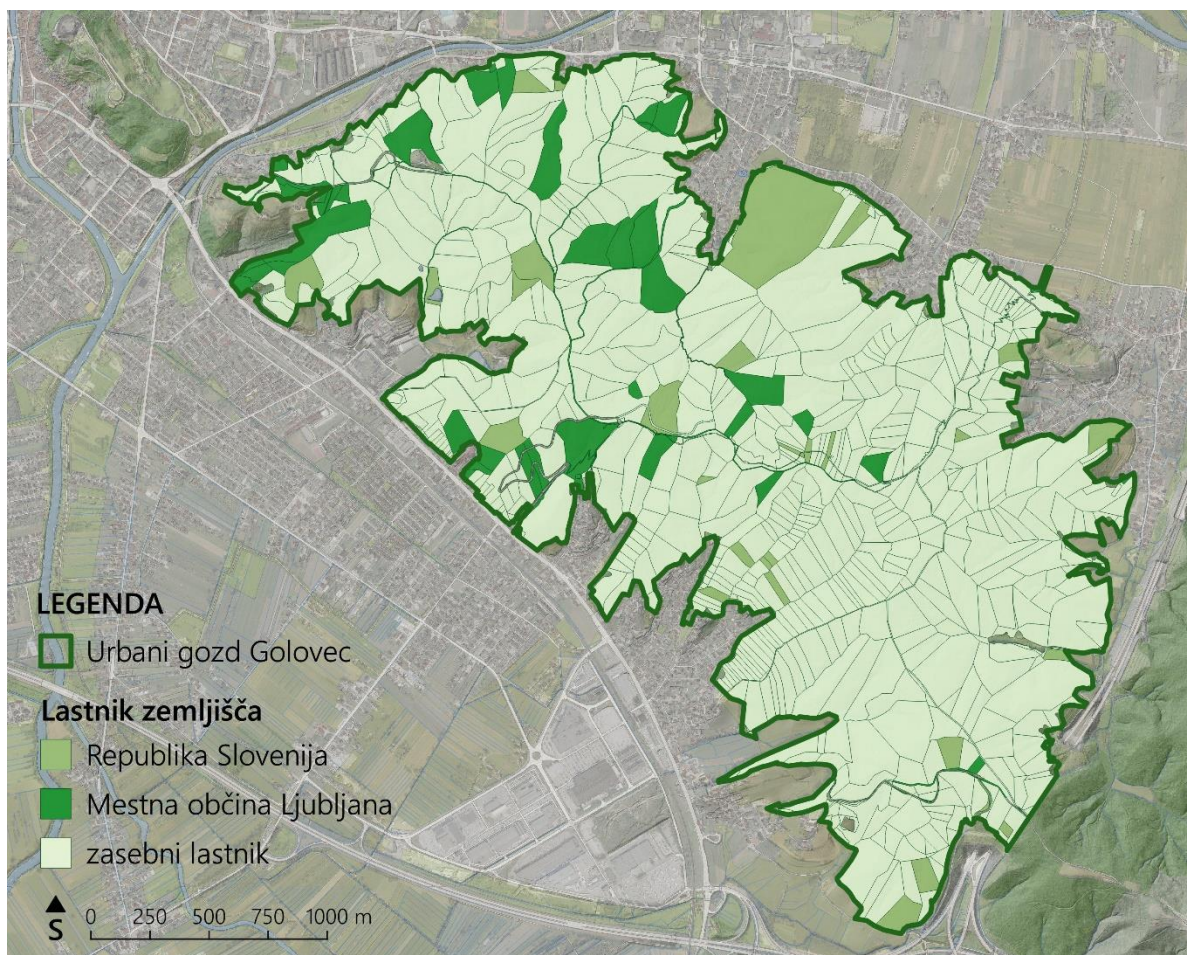 LEGENDA
Urbani gozd Golovec
Lastnik zemljišča
Republika Slovenija
Mestna občina Ljubljana
zasebni lastnik
S
0 250 500 750 1000 m